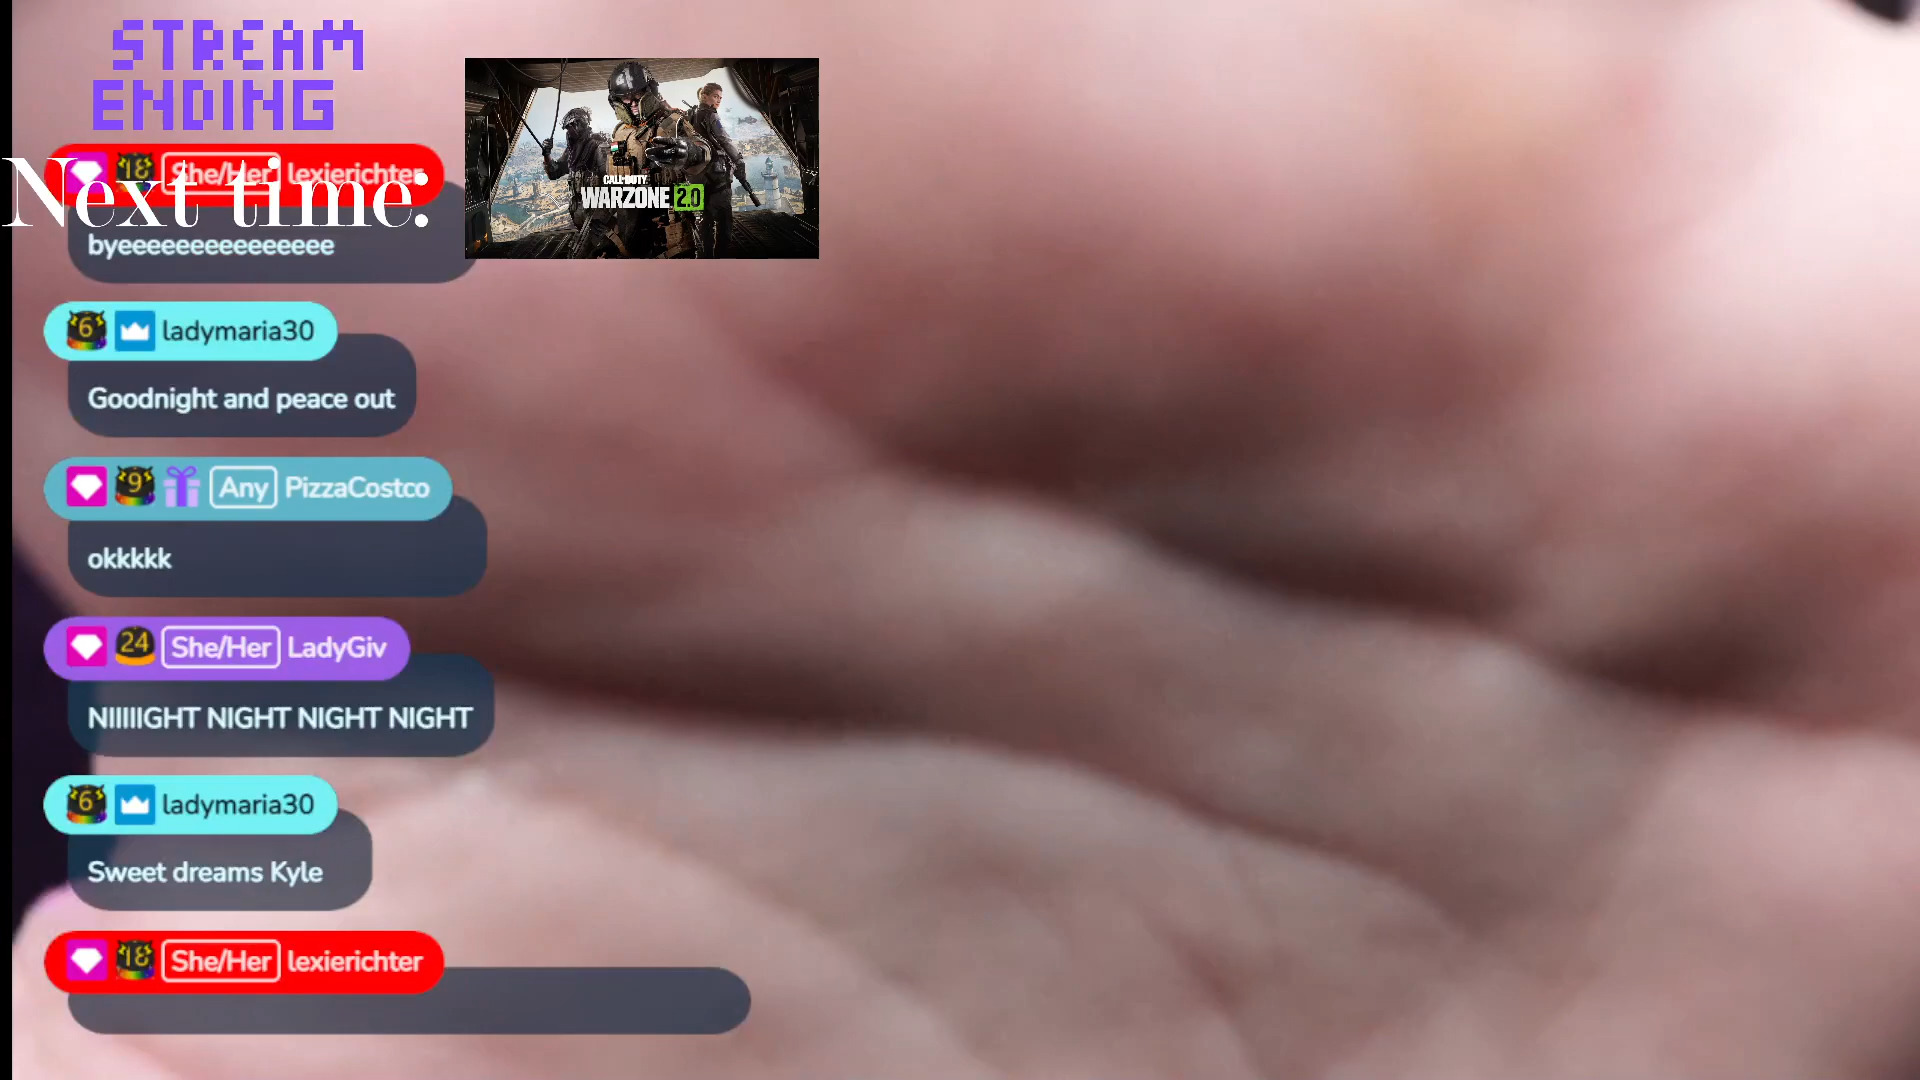 STREAM
ENDING
Next time:
CALL OF DUTY
WARZONE 2.0
18 She/Her lexierichter
byeeeeeeeeeeeeeee
6 ladymaria30
Goodnight and peace out
9 Any PizzaCostco
okkkkk
24 She/Her LadyGiv
NIIIIIGHT NIGHT NIGHT NIGHT
6 ladymaria30
Sweet dreams Kyle
18 She/Her lexierichter